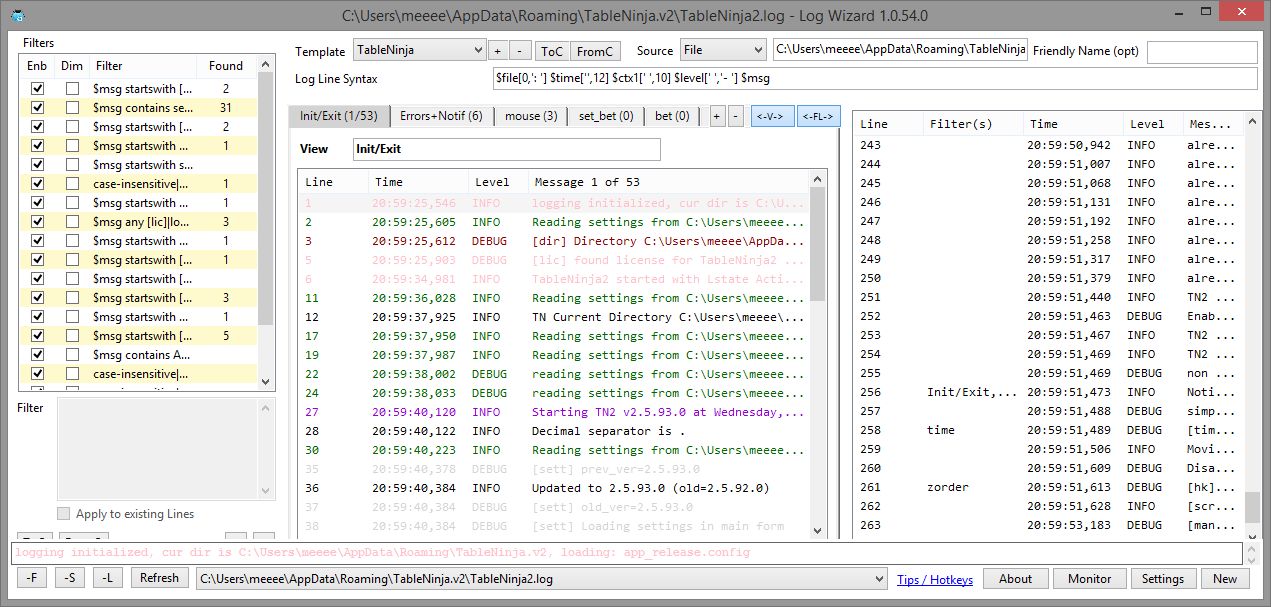 C:\Users\meeee\AppData\Roaming\TableNinja.v2\TableNinja2.log - Log Wizard 1.0.54.0
Filters
Enb Dim Filter Found
$msg startswith [... 2
$msg contains se... 31
$msg startswith [... 2
$msg startswith ... 1
$msg startswith s...
case-insensitive|... 1
$msg startswith ... 1
$msg any [lic]|lo... 3
$msg startswith ... 1
$msg startswith [... 1
$msg startswith [...
$msg startswith [... 3
$msg startswith ... 1
$msg startswith [... 5
$msg contains A...
case-insensitive|...
Filter
Apply to existing Lines
Template TableNinja + - ToC FromC Source File C:\Users\meeee\AppData\Roaming\TableNinja Friendly Name (opt)
Log Line Syntax $file[0,': '] $time['',12] $ctx1[' ',10] $level[' ','- '] $msg
Init/Exit (1/53) Errors+Notif (6) mouse (3) set_bet (0) bet (0) + - <-V-> <-FL->
View Init/Exit
Line Time Level Message 1 of 53
1 20:59:25,546 INFO logging initialized, cur dir is C:\U...
2 20:59:25,605 INFO Reading settings from C:\Users\meeee...
3 20:59:25,612 DEBUG [dir] Directory C:\Users\meeee\AppDa...
5 20:59:25,903 DEBUG [lic] found license for TableNinja2 ...
6 20:59:34,981 INFO TableNinja2 started with Lstate Acti...
11 20:59:36,028 INFO Reading settings from C:\Users\meeee...
12 20:59:37,925 INFO TN Current Directory C:\Users\meeee\...
17 20:59:37,950 INFO Reading settings from C:\Users\meeee...
19 20:59:37,987 INFO Reading settings from C:\Users\meeee...
22 20:59:38,002 DEBUG reading settings from C:\Users\meeee...
24 20:59:38,033 DEBUG reading settings from C:\Users\meeee...
27 20:59:40,120 INFO Starting TN2 v2.5.93.0 at Wednesday,...
28 20:59:40,122 INFO Decimal separator is .
30 20:59:40,223 INFO Reading settings from C:\Users\meeee...
35 20:59:40,378 DEBUG [sett] prev_ver=2.5.93.0
36 20:59:40,384 INFO Updated to 2.5.93.0 (old=2.5.92.0)
37 20:59:40,384 DEBUG [sett] old_ver=2.5.93.0
38 20:59:40,384 DEBUG [sett] Loading settings in main form
Line Filter(s) Time Level Mes...
243 20:59:50,942 INFO alre...
244 20:59:51,007 INFO alre...
245 20:59:51,068 INFO alre...
246 20:59:51,131 INFO alre...
247 20:59:51,192 INFO alre...
248 20:59:51,258 INFO alre...
249 20:59:51,317 INFO alre...
250 20:59:51,379 INFO alre...
251 20:59:51,440 INFO TN2 ...
252 20:59:51,463 DEBUG Enab...
253 20:59:51,467 INFO TN2 ...
254 20:59:51,469 INFO TN2 ...
255 20:59:51,469 DEBUG non ...
256 Init/Exit,... 20:59:51,473 INFO Noti...
257 20:59:51,488 DEBUG simp...
258 time 20:59:51,489 DEBUG [tim...
259 20:59:51,506 INFO Movi...
260 20:59:51,609 DEBUG Disa...
261 zorder 20:59:51,613 DEBUG [hk]...
262 20:59:51,628 INFO [scr...
263 20:59:53,183 DEBUG [man...
logging initialized, cur dir is C:\Users\meeee\AppData\Roaming\TableNinja.v2, loading: app_release.config
-F -S -L Refresh C:\Users\meeee\AppData\Roaming\TableNinja.v2\TableNinja2.log Tips / Hotkeys About Monitor Settings New